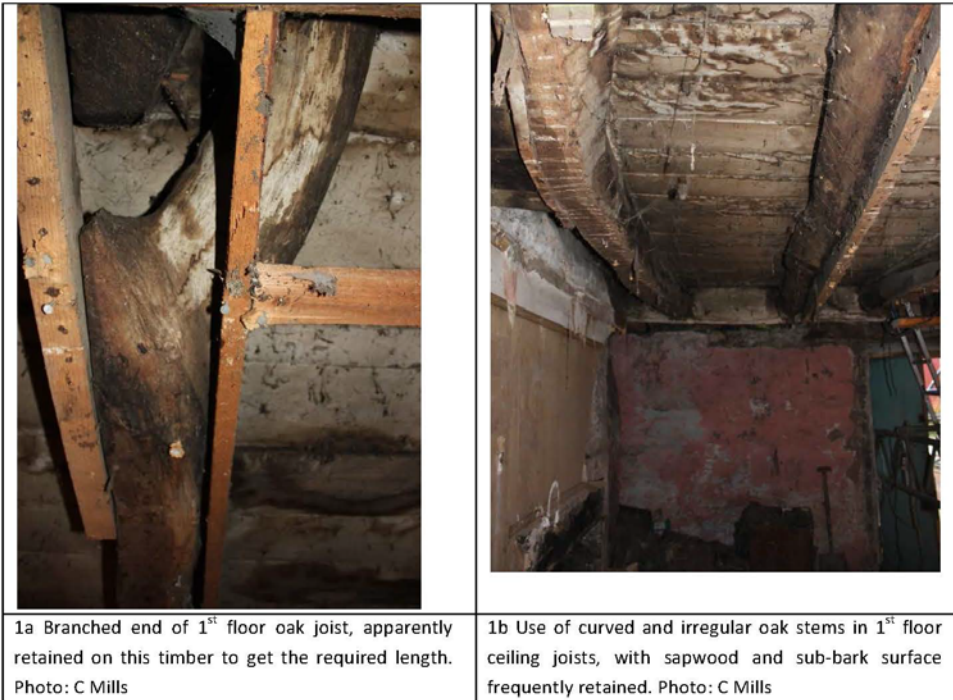 1a Branched end of 1st floor oak joist, apparently
retained on this timber to get the required length.
Photo: C Mills
1b Use of curved and irregular oak stems in 1st floor
ceiling joists, with sapwood and sub-bark surface
frequently retained. Photo: C Mills